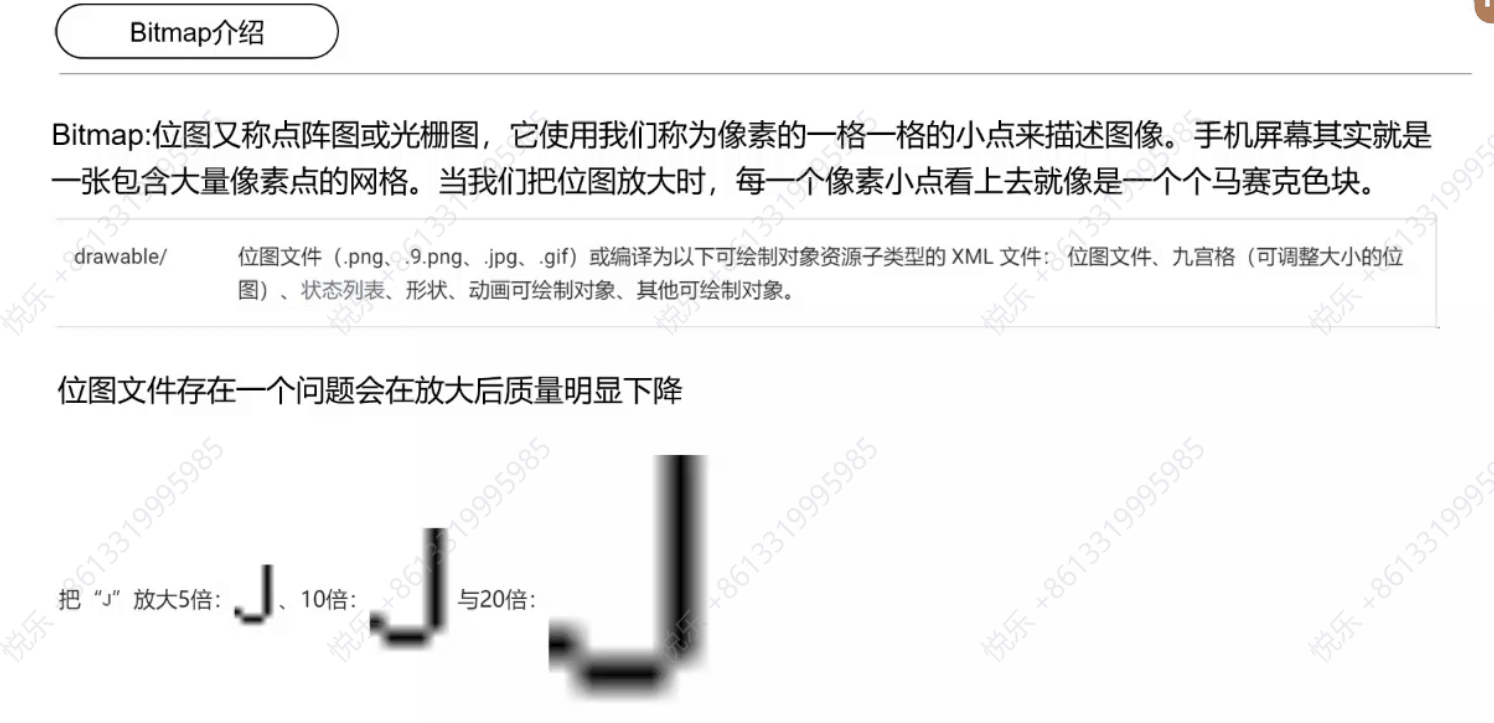 Bitmap介绍
Bitmap:位图又称点阵图或光栅图，它使用我们称为像素的一格一格的小点来描述图像。手机屏幕其实就是
一张包含大量像素点的网格。当我们把位图放大时，每一个像素小点看上去就像是一个个马赛克色块。
drawable/ 位图文件（.png、.9.png、.jpg、.gif）或编译为以下可绘制对象资源子类型的 XML 文件： 位图文件、九宫格（可调整大小的位
图）、状态列表、形状、动画可绘制对象、其他可绘制对象。
位图文件存在一个问题会在放大后质量明显下降
把“J”放大5倍：J、10倍：J 与20倍：J
悦乐 +8613319995985